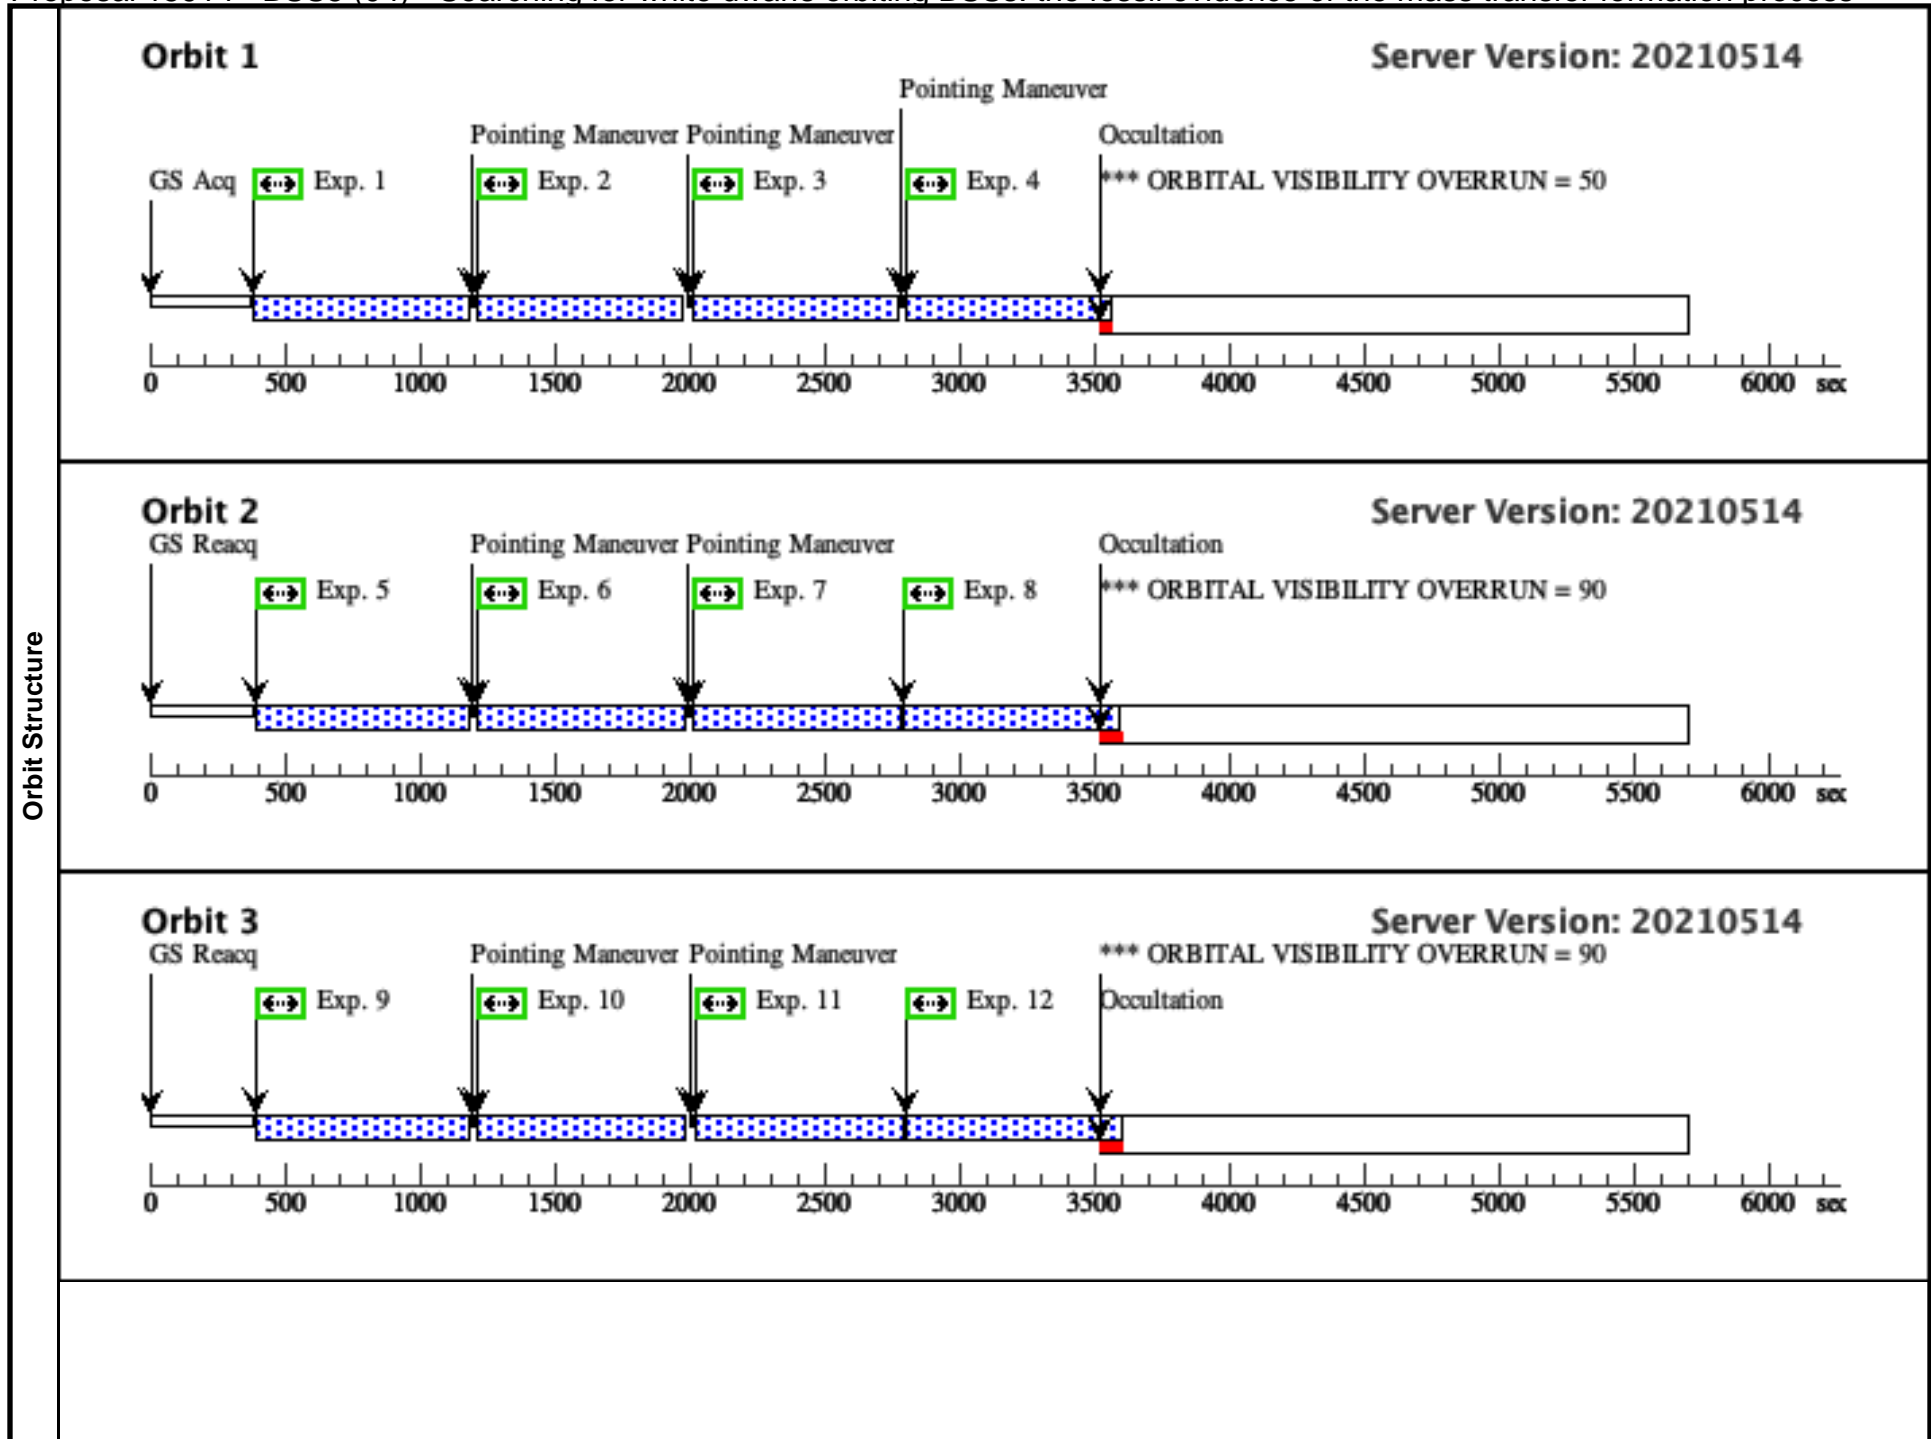 Orbit Structure
Orbit 1 Server Version: 20210514
Pointing Maneuver
Pointing Maneuver Pointing Maneuver Occultation
GS Acq Exp. 1 Exp. 2 Exp. 3 Exp. 4 *** ORBITAL VISIBILITY OVERRUN = 50
0 500 1000 1500 2000 2500 3000 3500 4000 4500 5000 5500 6000 sec
Orbit 2 Server Version: 20210514
GS Reacq Pointing Maneuver Pointing Maneuver Occultation
Exp. 5 Exp. 6 Exp. 7 Exp. 8 *** ORBITAL VISIBILITY OVERRUN = 90
0 500 1000 1500 2000 2500 3000 3500 4000 4500 5000 5500 6000 sec
Orbit 3 Server Version: 20210514
GS Reacq Pointing Maneuver Pointing Maneuver *** ORBITAL VISIBILITY OVERRUN = 90
Exp. 9 Exp. 10 Exp. 11 Exp. 12 Occultation
0 500 1000 1500 2000 2500 3000 3500 4000 4500 5000 5500 6000 sec